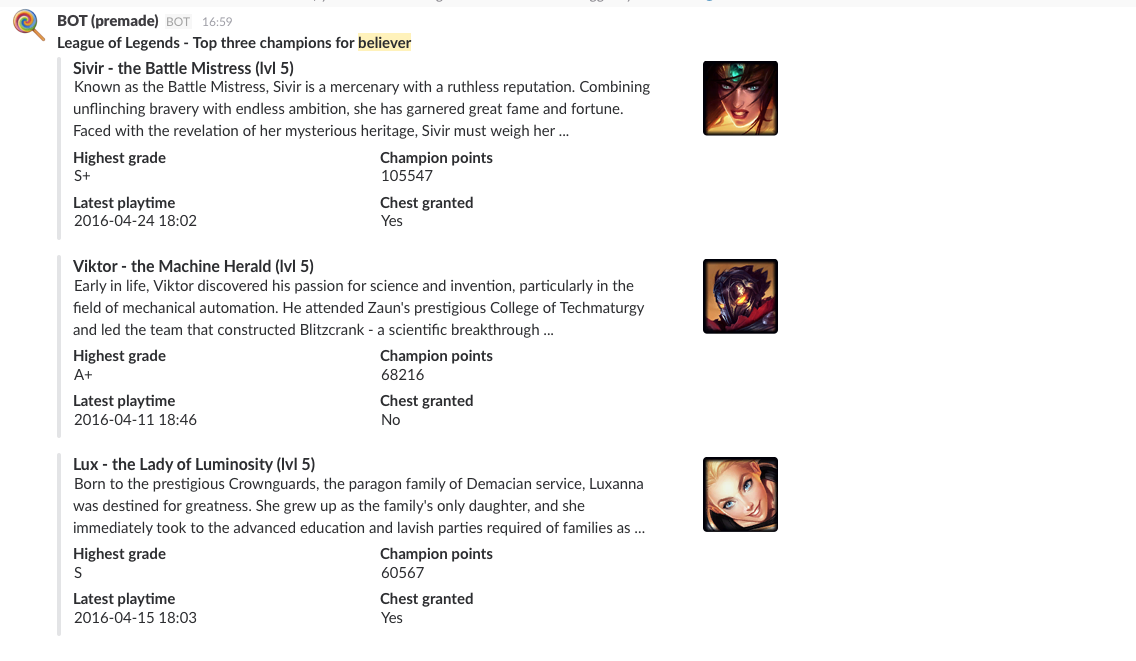 BOT (premade) BOT 16:59
League of Legends - Top three champions for believer
Sivir - the Battle Mistress (lvl 5)
Known as the Battle Mistress, Sivir is a mercenary with a ruthless reputation. Combining
unflinching bravery with endless ambition, she has garnered great fame and fortune.
Faced with the revelation of her mysterious heritage, Sivir must weigh her ...
Highest grade Champion points
S+ 105547
Latest playtime Chest granted
2016-04-24 18:02 Yes
Viktor - the Machine Herald (lvl 5)
Early in life, Viktor discovered his passion for science and invention, particularly in the
field of mechanical automation. He attended Zaun's prestigious College of Techmaturgy
and led the team that constructed Blitzcrank - a scientific breakthrough ...
Highest grade Champion points
A+ 68216
Latest playtime Chest granted
2016-04-11 18:46 No
Lux - the Lady of Luminosity (lvl 5)
Born to the prestigious Crownguards, the paragon family of Demacian service, Luxanna
was destined for greatness. She grew up as the family's only daughter, and she
immediately took to the advanced education and lavish parties required of families as ...
Highest grade Champion points
S 60567
Latest playtime Chest granted
2016-04-15 18:03 Yes